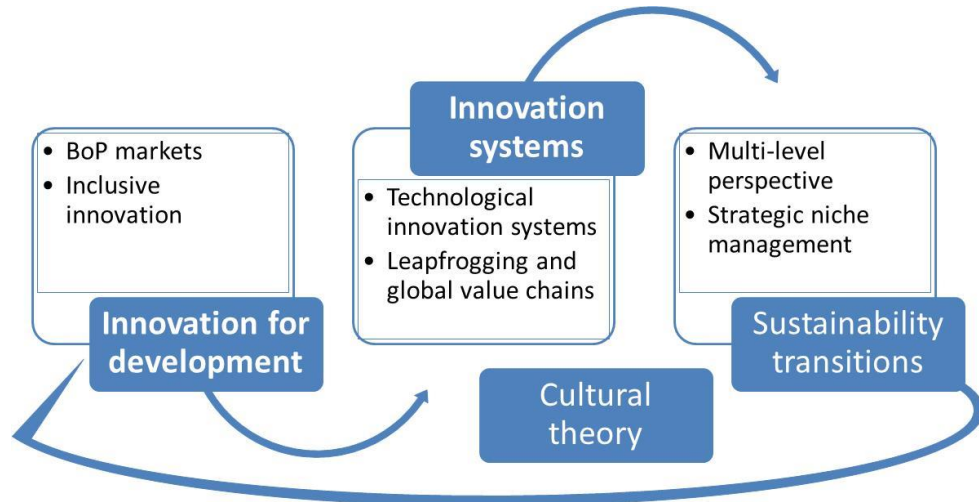 • BoP markets
• Inclusive
innovation
Innovation for
development
Innovation
systems
• Technological
innovation systems
• Leapfrogging and
global value chains
• Multi-level
perspective
• Strategic niche
management
Sustainability
transitions
Cultural
theory